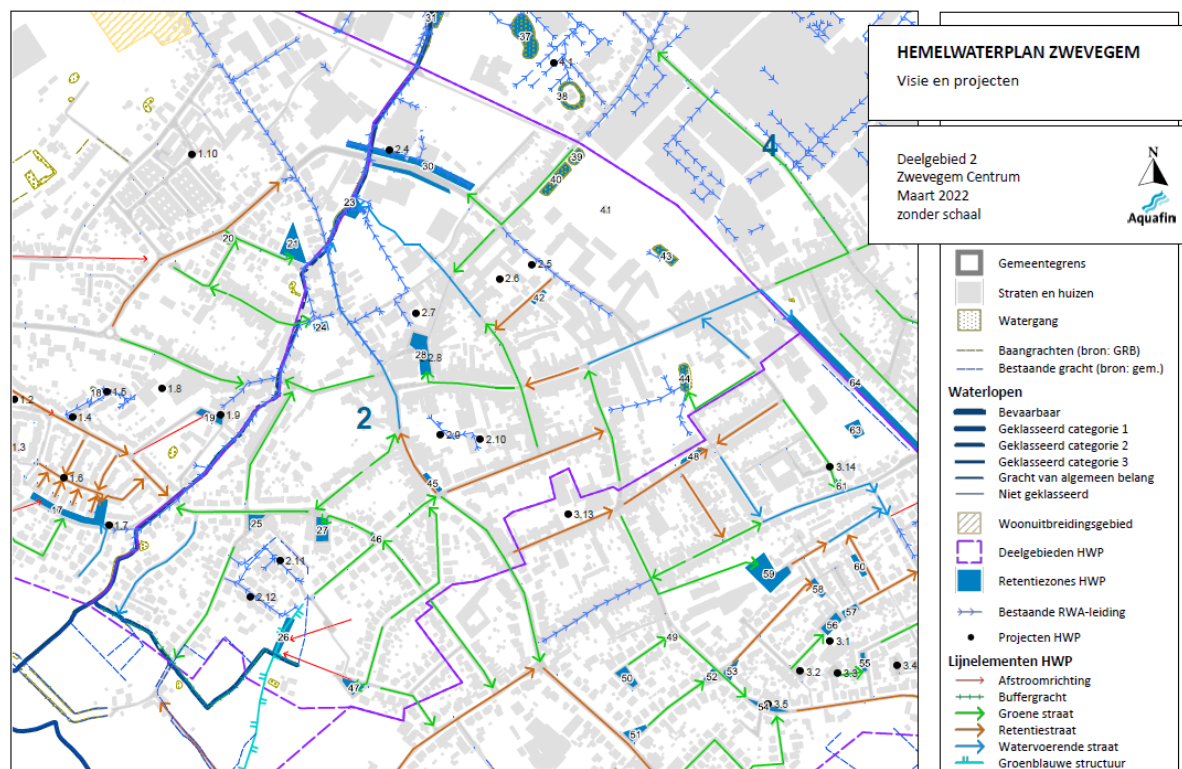 HEMELWATERPLAN ZWEVEGEM
Visie en projecten
Deelgebied 2
Zwevegem Centrum
Maart 2022
zonder schaal
N
Aquafin
Gemeentegrens
Straten en huizen
Watergang
Baangrachten (bron: GRB)
Bestaande gracht (bron: gem.)
Waterlopen
Bevaarbaar
Geklasseerd categorie 1
Geklasseerd categorie 2
Geklasseerd categorie 3
Gracht van algemeen belang
Niet geklasseerd
Woonuitbreidingsgebied
Deelgebieden HWP
Retentiezones HWP
Bestaande RWA-leiding
Projecten HWP
Lijnelementen HWP
Afstroomrichting
Buffergracht
Groene straat
Retentiestraat
Watervoerende straat
Groenblauwe structuur
31
37
4.1
38
4
1.10
2.4
30
39
40
41
23
20
21
43
2.5
2.6
42
24
2.7
28
2.8
64
44
1.2
18
1.5
1.8
1.4
19
1.9
2
2.9
2.10
63
1.3
48
3.14
61
1.6
45
17
1.7
25
27
46
3.13
2.11
2.12
59
60
58
57
56
26
49
3.1
47
50
52
53
3.2
3.3
55
3.4
54
3.5
51